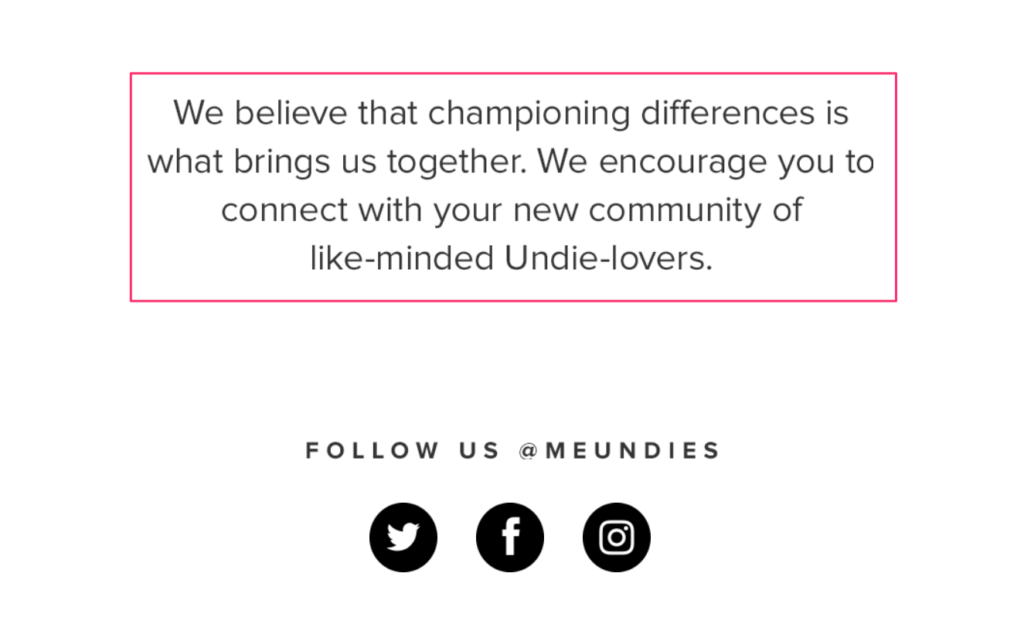 We believe that championing differences is
what brings us together. We encourage you to
connect with your new community of
like-minded Undie-lovers.
FOLLOW US @MEUNDIES